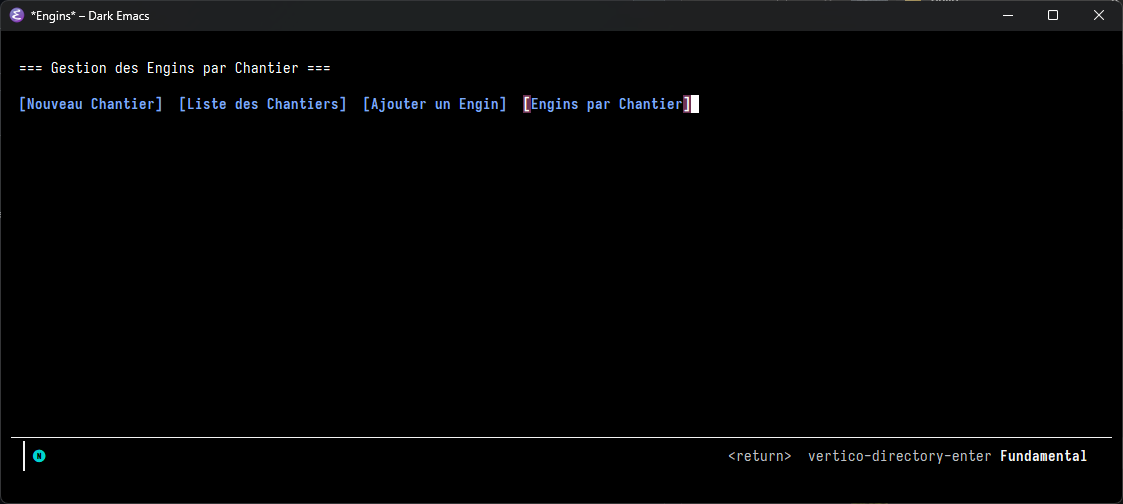 *Engins* – Dark Emacs
=== Gestion des Engins par Chantier ===
[Nouveau Chantier] [Liste des Chantiers] [Ajouter un Engin] [Engins par Chantier]
N <return> vertico-directory-enter Fundamental